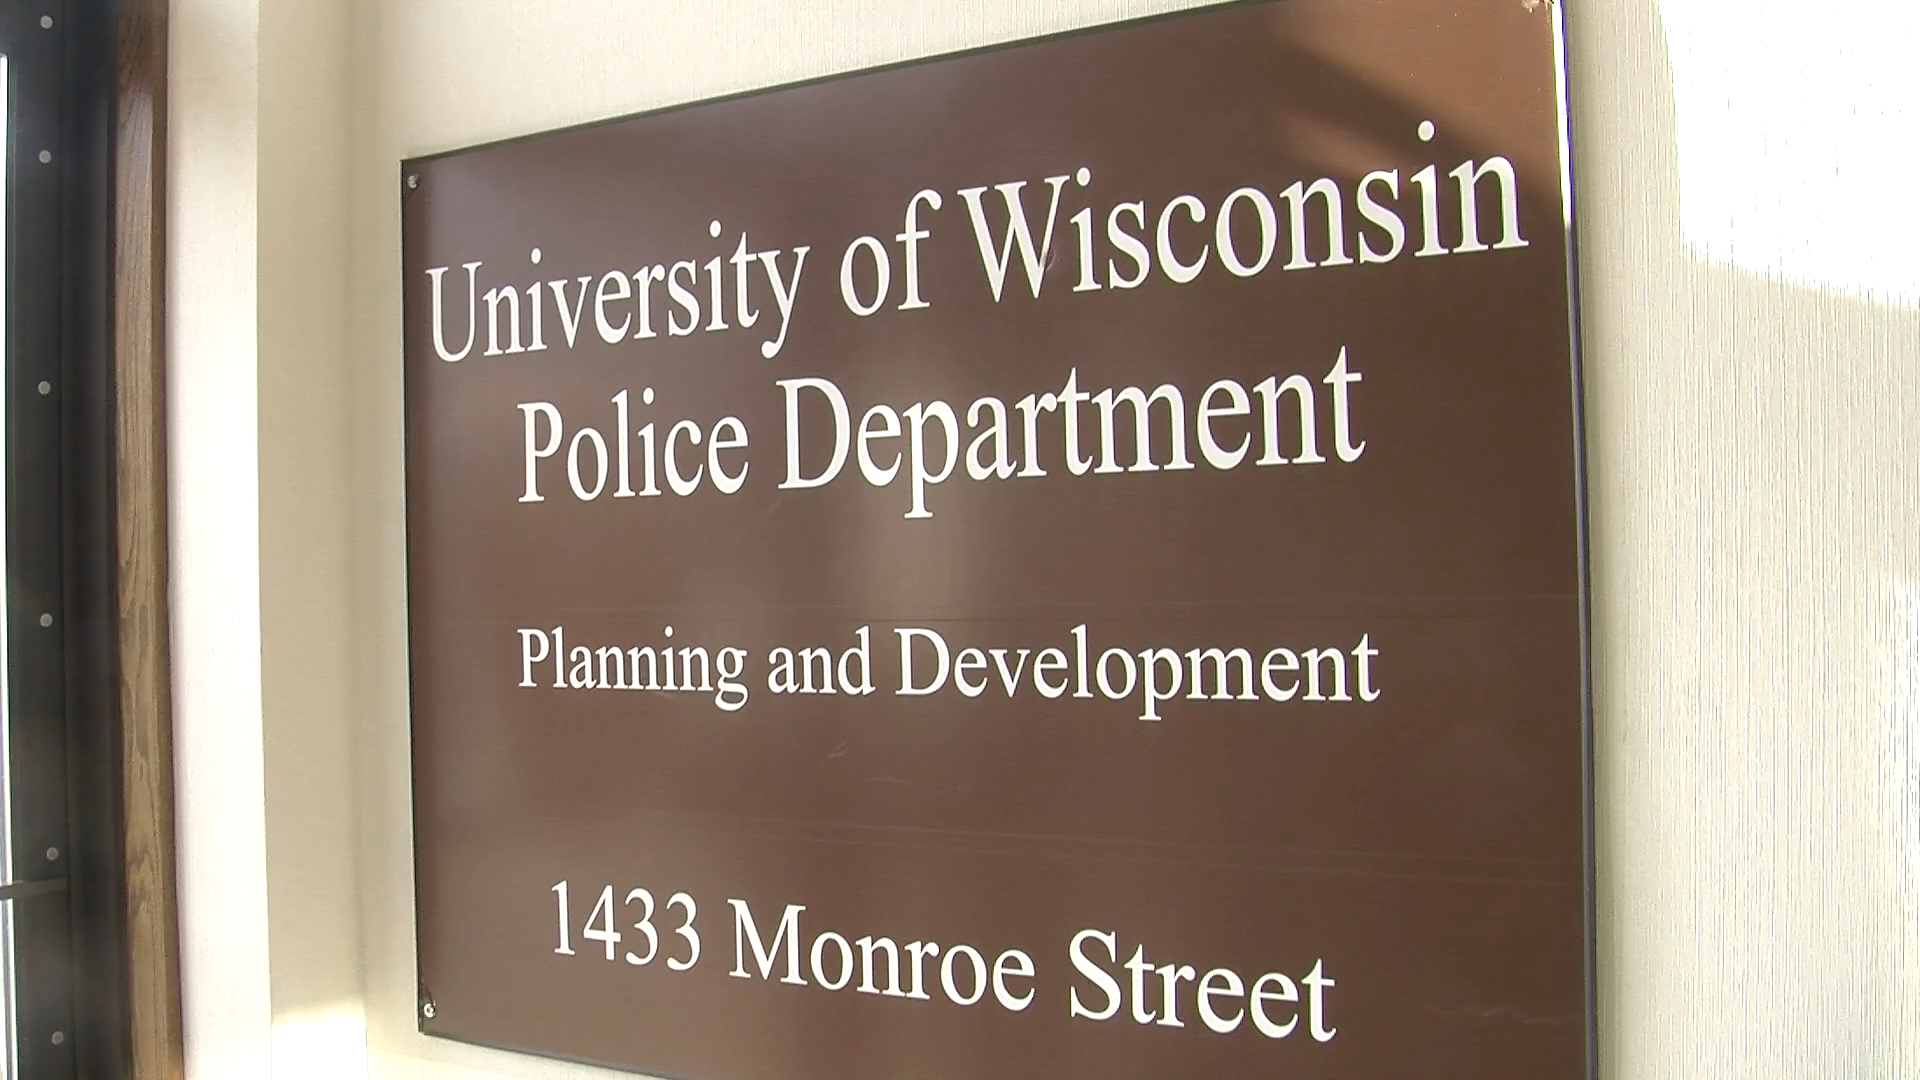 University of Wisconsin
Police Department
Planning and Development
1433 Monroe Street